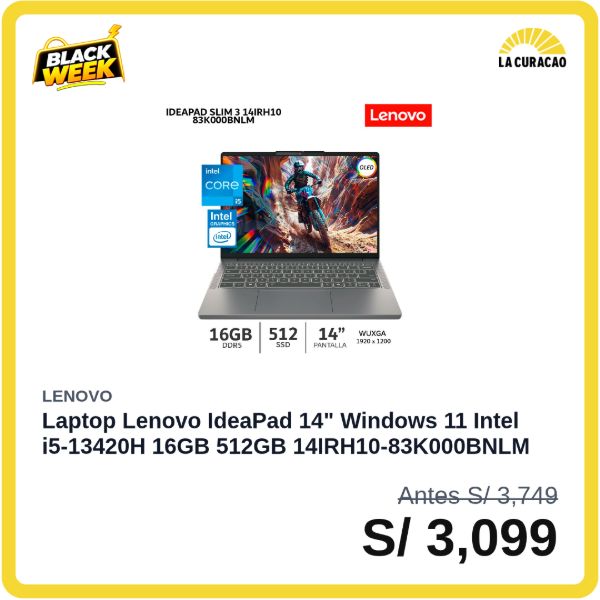 BLACK
WEEK
LA CURACAO
IDEAPAD SLIM 3 14IRH10
83K000BNLM
Lenovo
OLED
intel
CORE
i5
Intel
GRAPHICS
intel
16GB
DDR5
512
SSD
14”
PANTALLA
WUXGA
1920 x 1200
LENOVO
Laptop Lenovo IdeaPad 14" Windows 11 Intel
i5-13420H 16GB 512GB 14IRH10-83K000BNLM
Antes S/ 3,749
S/ 3,099